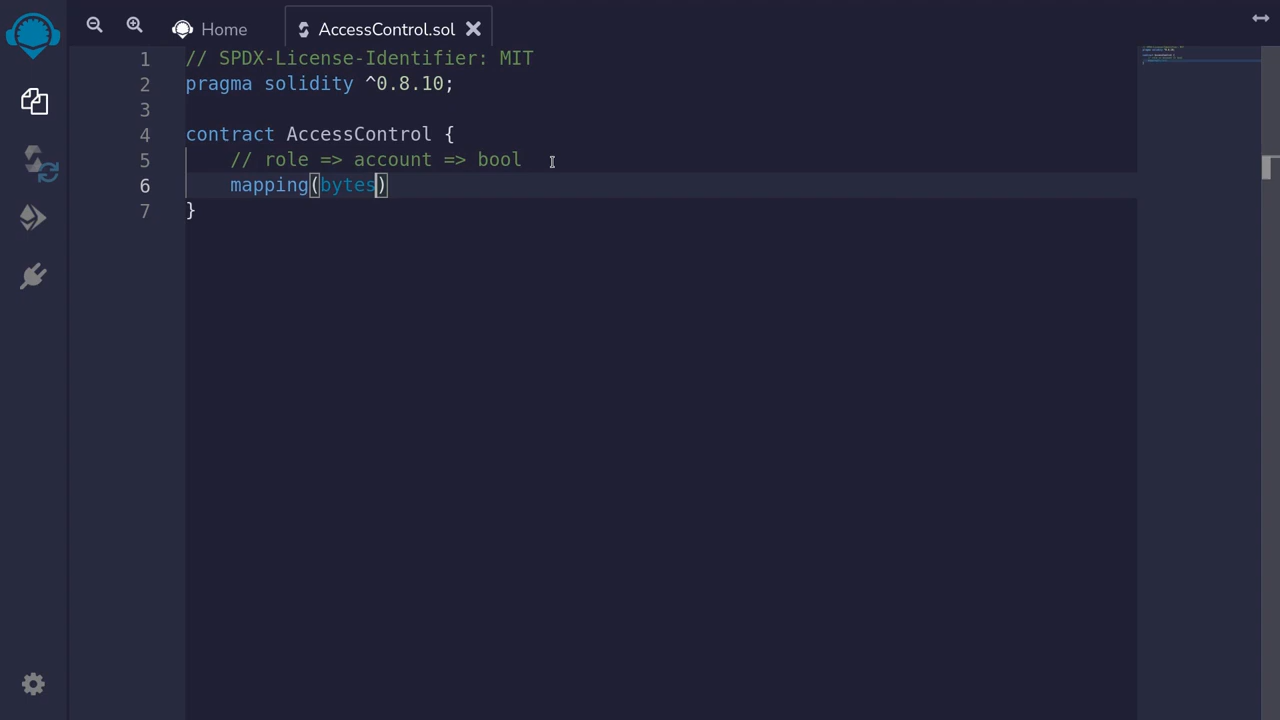 Home
AccessControl.sol
1 // SPDX-License-Identifier: MIT
2 pragma solidity ^0.8.10;
3
4 contract AccessControl {
5     // role => account => bool
6     mapping(bytes)
7 }